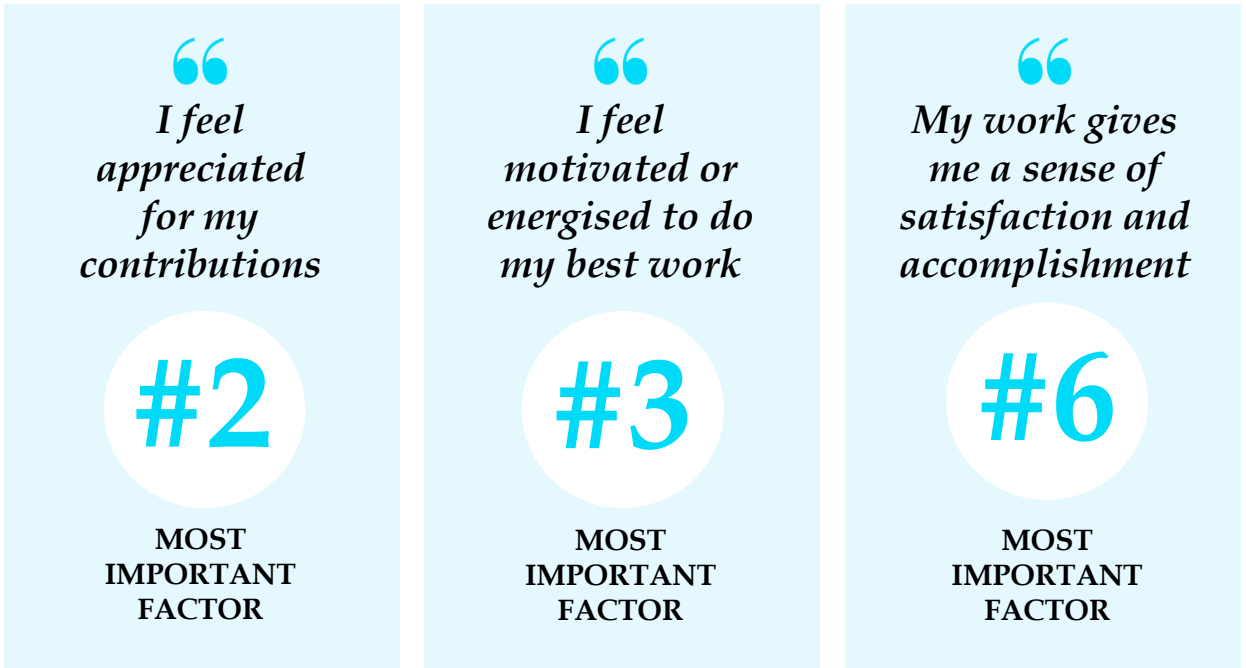 “
I feel
appreciated
for my
contributions
#2
MOST
IMPORTANT
FACTOR
“
I feel
motivated or
energised to do
my best work
#3
MOST
IMPORTANT
FACTOR
“
My work gives
me a sense of
satisfaction and
accomplishment
#6
MOST
IMPORTANT
FACTOR